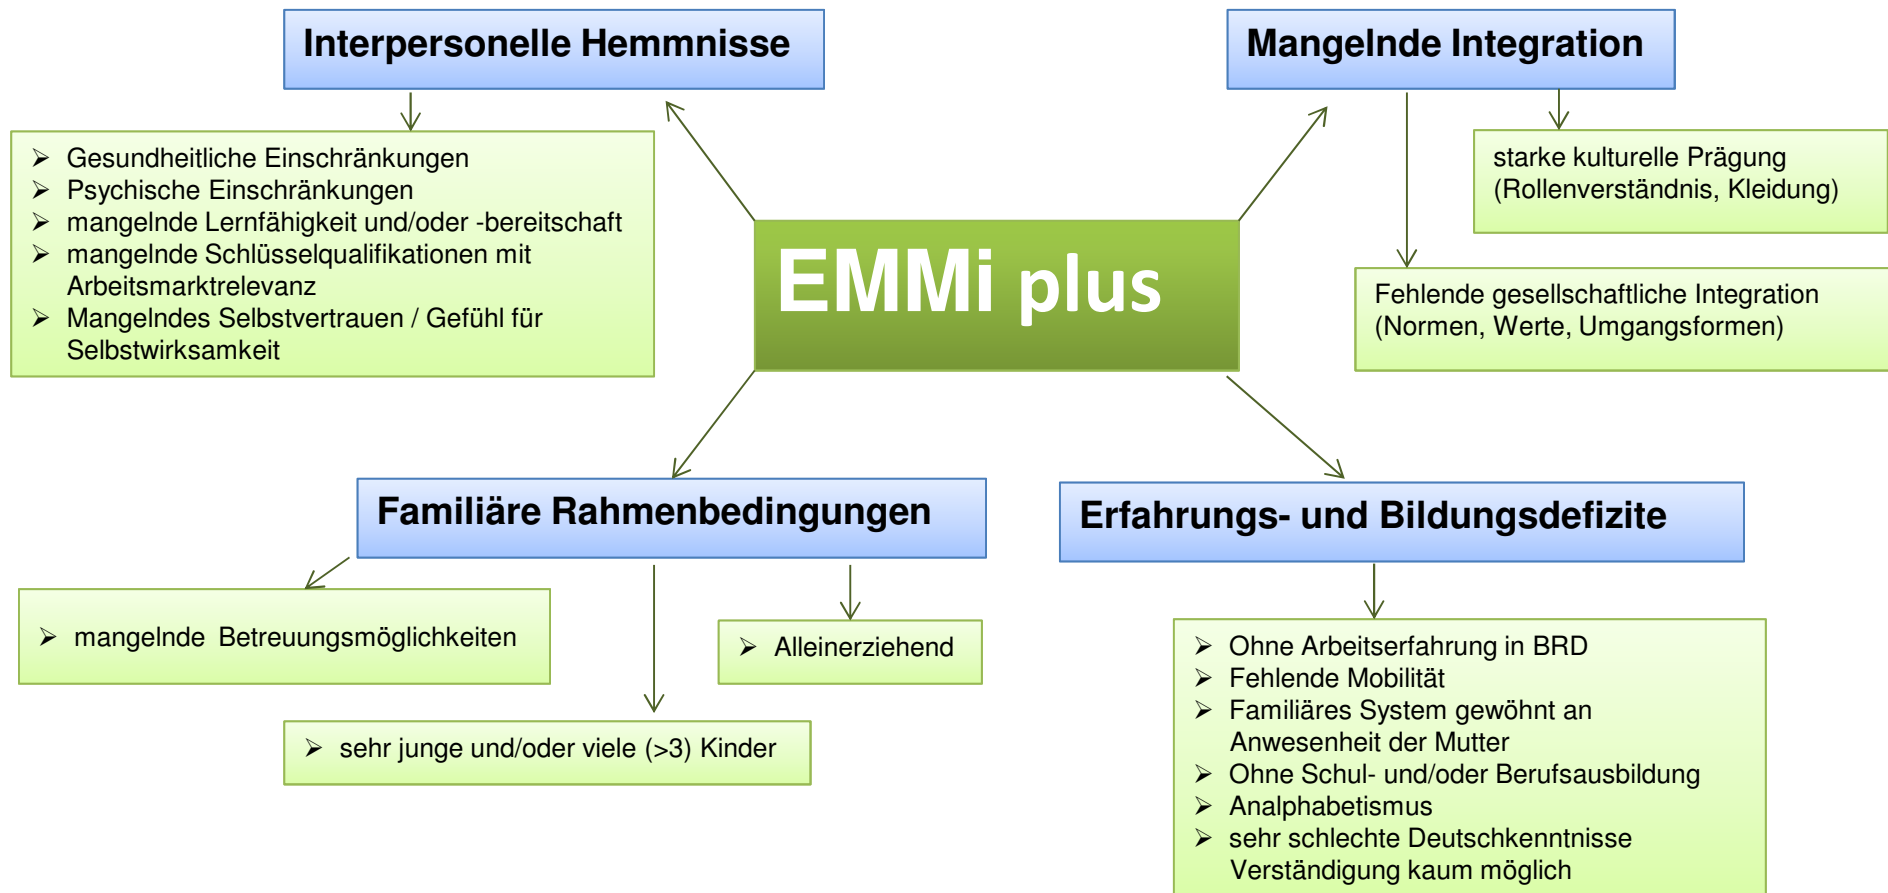 Interpersonelle Hemmnisse
Mangelnde Integration
➢ Gesundheitliche Einschränkungen
➢ Psychische Einschränkungen
➢ mangelnde Lernfähigkeit und/oder -bereitschaft
➢ mangelnde Schlüsselqualifikationen mit
Arbeitsmarktrelevanz
➢ Mangelndes Selbstvertrauen / Gefühl für
Selbstwirksamkeit
starke kulturelle Prägung
(Rollenverständnis, Kleidung)
EMMi plus
Fehlende gesellschaftliche Integration
(Normen, Werte, Umgangsformen)
Familiäre Rahmenbedingungen
Erfahrungs- und Bildungsdefizite
➢ mangelnde Betreuungsmöglichkeiten
➢ Alleinerziehend
➢ sehr junge und/oder viele (>3) Kinder
➢ Ohne Arbeitserfahrung in BRD
➢ Fehlende Mobilität
➢ Familiäres System gewöhnt an
Anwesenheit der Mutter
➢ Ohne Schul- und/oder Berufsausbildung
➢ Analphabetismus
➢ sehr schlechte Deutschkenntnisse
Verständigung kaum möglich